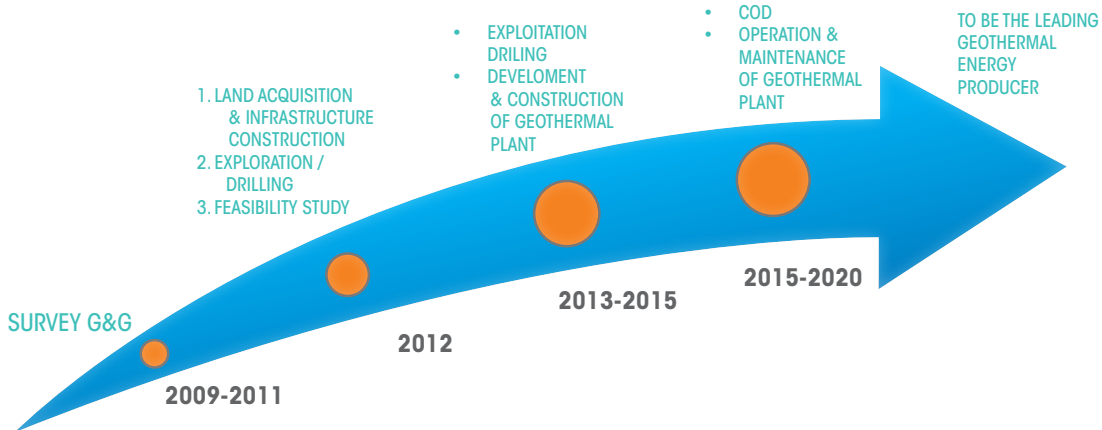 SURVEY G&G
2009-2011
1. LAND ACQUISITION
& INFRASTRUCTURE
CONSTRUCTION
2. EXPLORATION /
DRILLING
3. FEASIBILITY STUDY
2012
• EXPLOITATION
DRILING
• DEVELOMENT
& CONSTRUCTION
OF GEOTHERMAL
PLANT
2013-2015
• COD
• OPERATION &
MAINTENANCE
OF GEOTHERMAL
PLANT
2015-2020
TO BE THE LEADING
GEOTHERMAL
ENERGY
PRODUCER